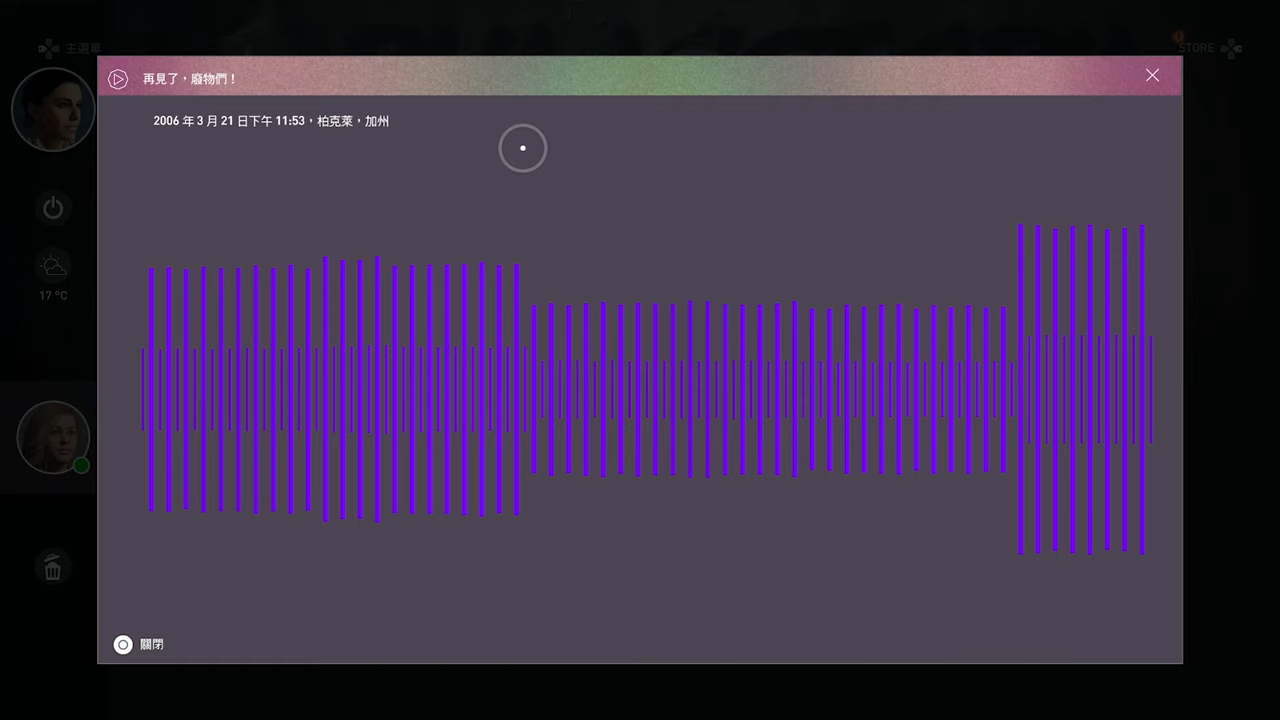 主選單
STORE
再見了，廢物們！
2006 年 3 月 21 日下午 11:53，柏克萊，加州
17 °C
關閉